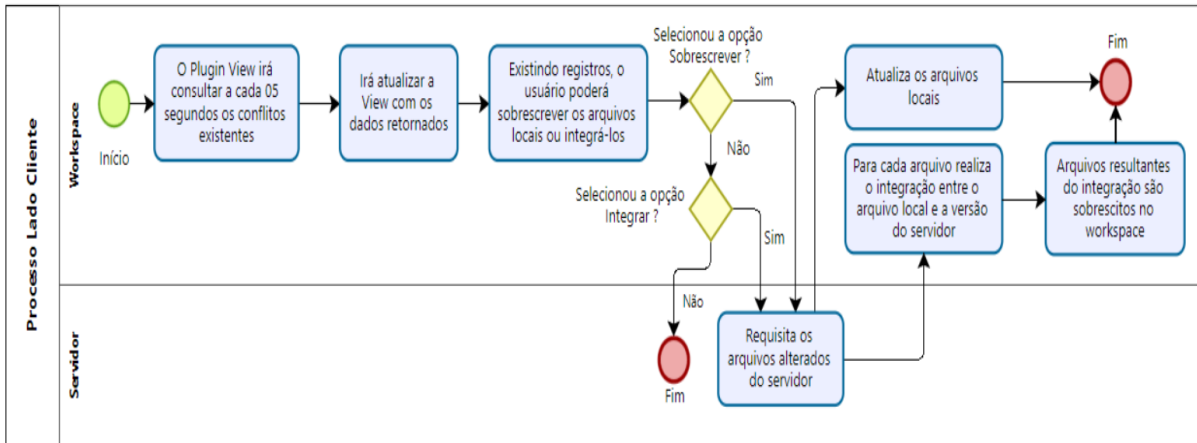 Processo Lado Cliente
Workspace
Início
O Plugin View irá
consultar a cada 05
segundos os conflitos
existentes
Irá atualizar a
View com os
dados retornados
Existindo registros, o
usuário poderá
sobrescrever os arquivos
locais ou integrá-los
Selecionou a opção
Sobrescrever ?
Sim
Não
Selecionou a opção
Integrar ?
Sim
Não
Atualiza os arquivos
locais
Fim
Para cada arquivo realiza
o integração entre o
arquivo local e a versão
do servidor
Arquivos resultantes
do integração são
sobrescitos no
workspace
Servidor
Fim
Requisita os
arquivos alterados
do servidor